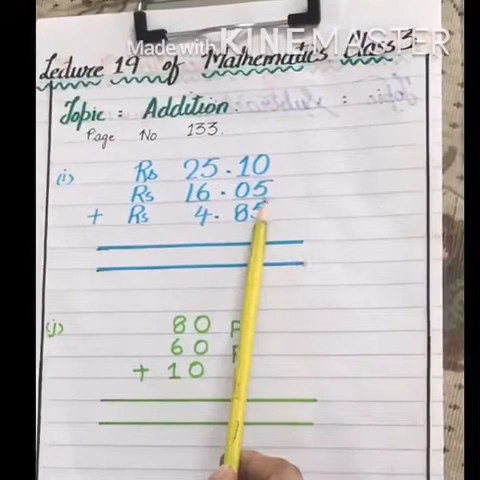 Made with KINEMASTER
Lecture 19 of Mathematics Class 3
Topic : Addition
Page No 133.
(i) Rs 25.10
Rs 16.05
+ Rs 4.85
(j) 80 P
60 P
+ 10